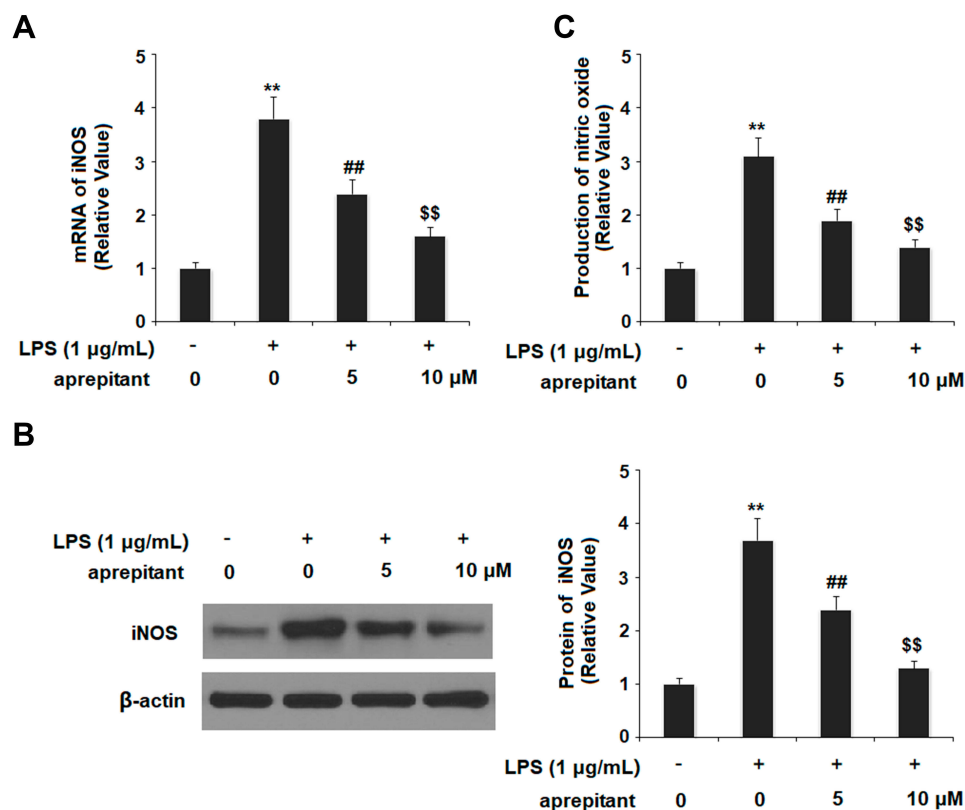 A
mRNA of iNOS
(Relative Value)
5
4
3
2
1
0
**
##
$$
LPS (1 µg/mL) - + + +
aprepitant 0 0 5 10 µM
C
Production of nitric oxide
(Relative Value)
5
4
3
2
1
0
**
##
$$
LPS (1 µg/mL) - + + +
aprepitant 0 0 5 10 µM
B
LPS (1 µg/mL) - + + +
aprepitant 0 0 5 10 µM
iNOS
β-actin
Protein of iNOS
(Relative Value)
5
4
3
2
1
0
**
##
$$
LPS (1 µg/mL) - + + +
aprepitant 0 0 5 10 µM